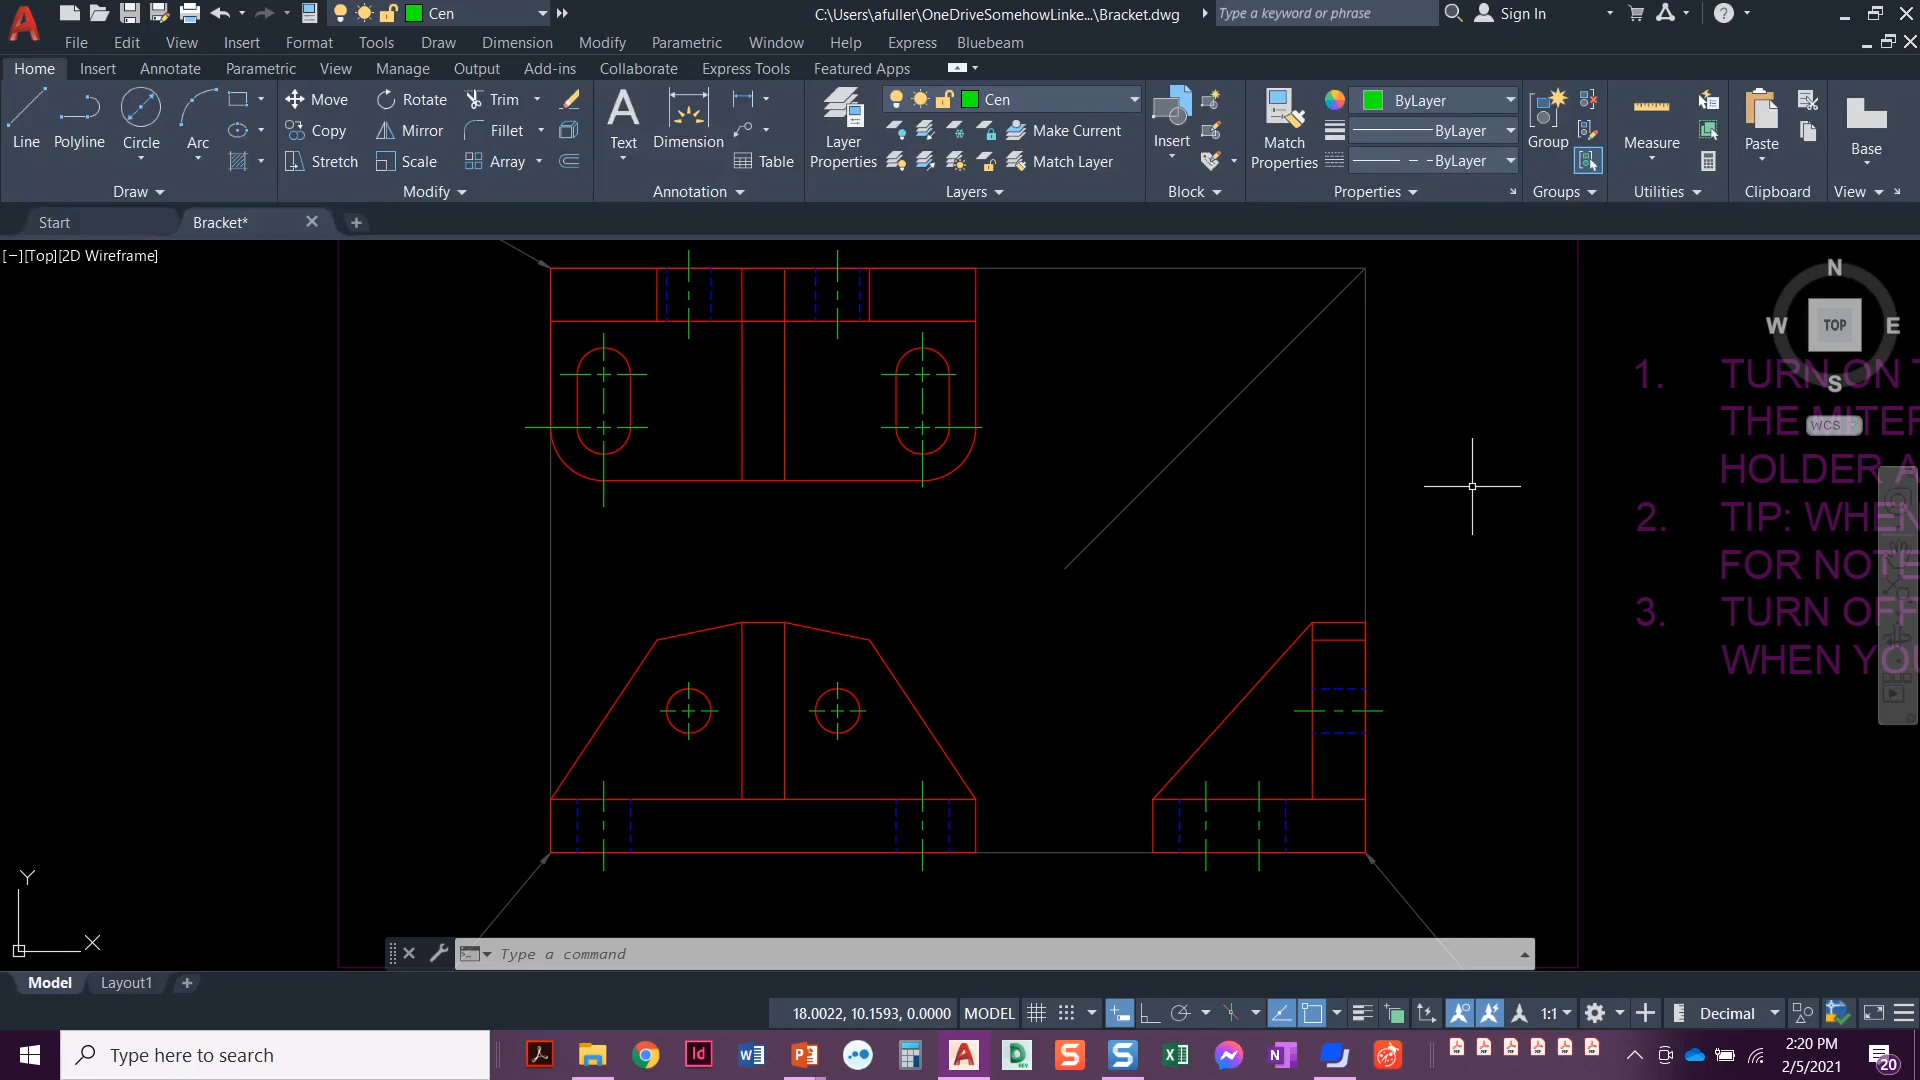 Cen
C:\Users\afuller\OneDriveSomehowLinke...\Bracket.dwg
Type a keyword or phrase
Sign In
File Edit View Insert Format Tools Draw Dimension Modify Parametric Window Help Express Bluebeam
Home Insert Annotate Parametric View Manage Output Add-ins Collaborate Express Tools Featured Apps
Line Polyline Circle Arc
Move Rotate Trim
Copy Mirror Fillet
Stretch Scale Array
Text Dimension Table
Layer Properties
Cen
Make Current
Match Layer
Insert
Match Properties
ByLayer
ByLayer
ByLayer
Group
Measure
Paste
Base
Draw Modify Annotation Layers Block Properties Groups Utilities Clipboard View
Start Bracket*
[−][Top][2D Wireframe]
N
W TOP E
S
WCS
1. TURN ON T
THE MITER
HOLDER A
2. TIP: WHEN
FOR NOTE
3. TURN OFF
WHEN YOU
Y
X
Type a command
Model Layout1
18.0022, 10.1593, 0.0000 MODEL 1:1 Decimal
Type here to search
2:20 PM
2/5/2021
20